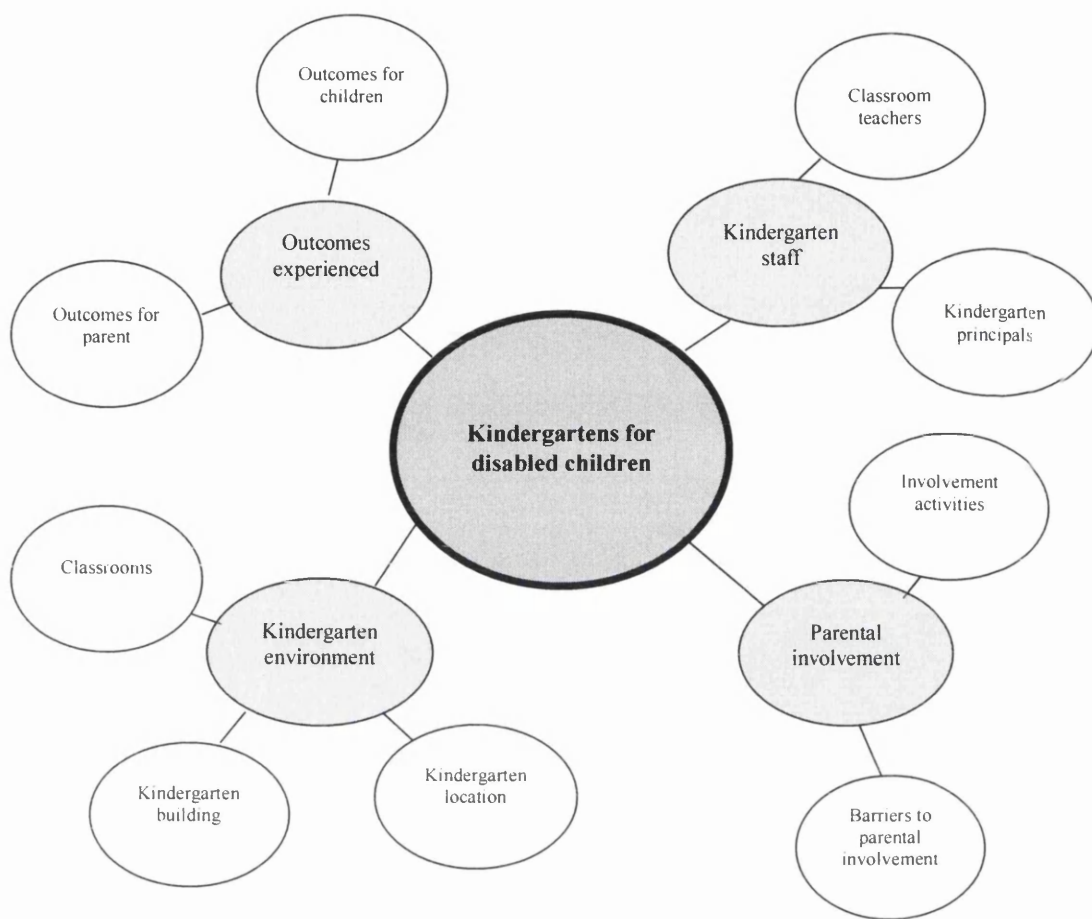 Outcomes for
children
Classroom
teachers
Outcomes
experienced
Kindergarten
staff
Outcomes for
parent
Kindergarten
principals
Kindergartens for
disabled children
Involvement
activities
Classrooms
Kindergarten
environment
Parental
involvement
Kindergarten
building
Kindergarten
location
Barriers to
parental
involvement